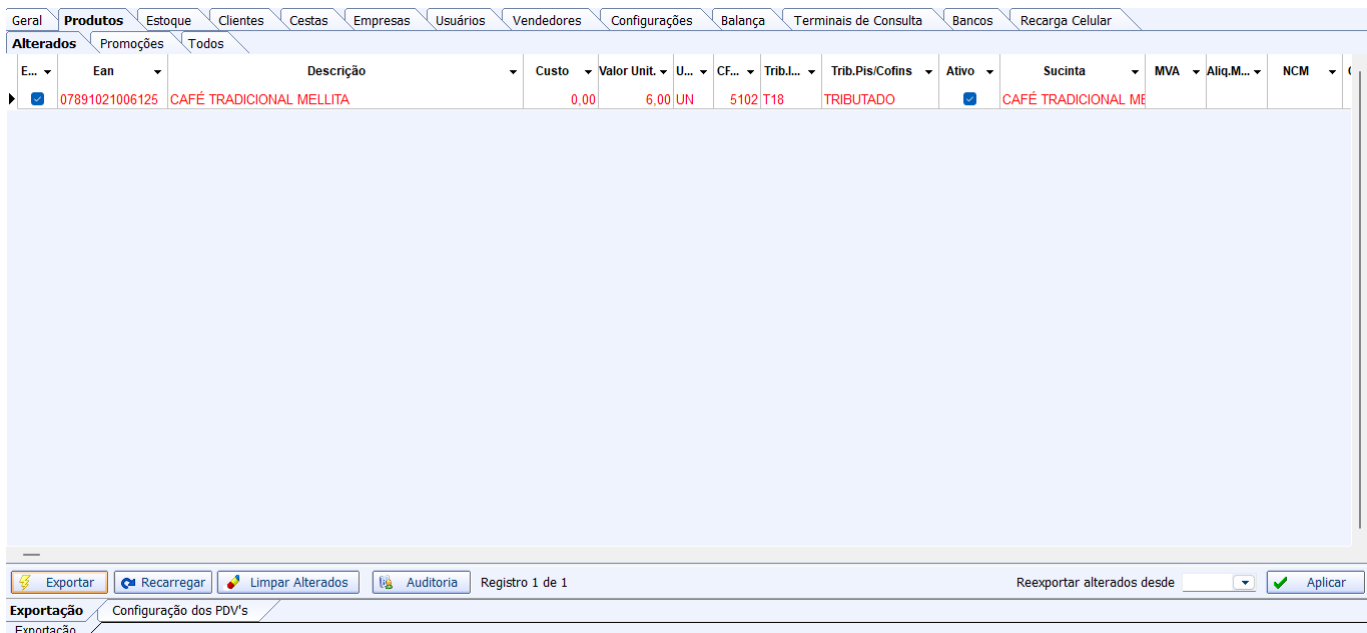 Geral Produtos Estoque Clientes Cestas Empresas Usuários Vendedores Configurações Balança Terminais de Consulta Bancos Recarga Celular
Alterados Promoções Todos
E... Ean Descrição Custo Valor Unit. U... CF... Trib.I... Trib.Pis/Cofins Ativo Sucinta MVA Aliq.M... NCM
07891021006125 CAFÉ TRADICIONAL MELLITA 0,00 6,00 UN 5102 T18 TRIBUTADO CAFÉ TRADICIONAL ME
Exportar Recarregar Limpar Alterados Auditoria Registro 1 de 1 Reexportar alterados desde Aplicar
Exportação Configuração dos PDV's
Exportação